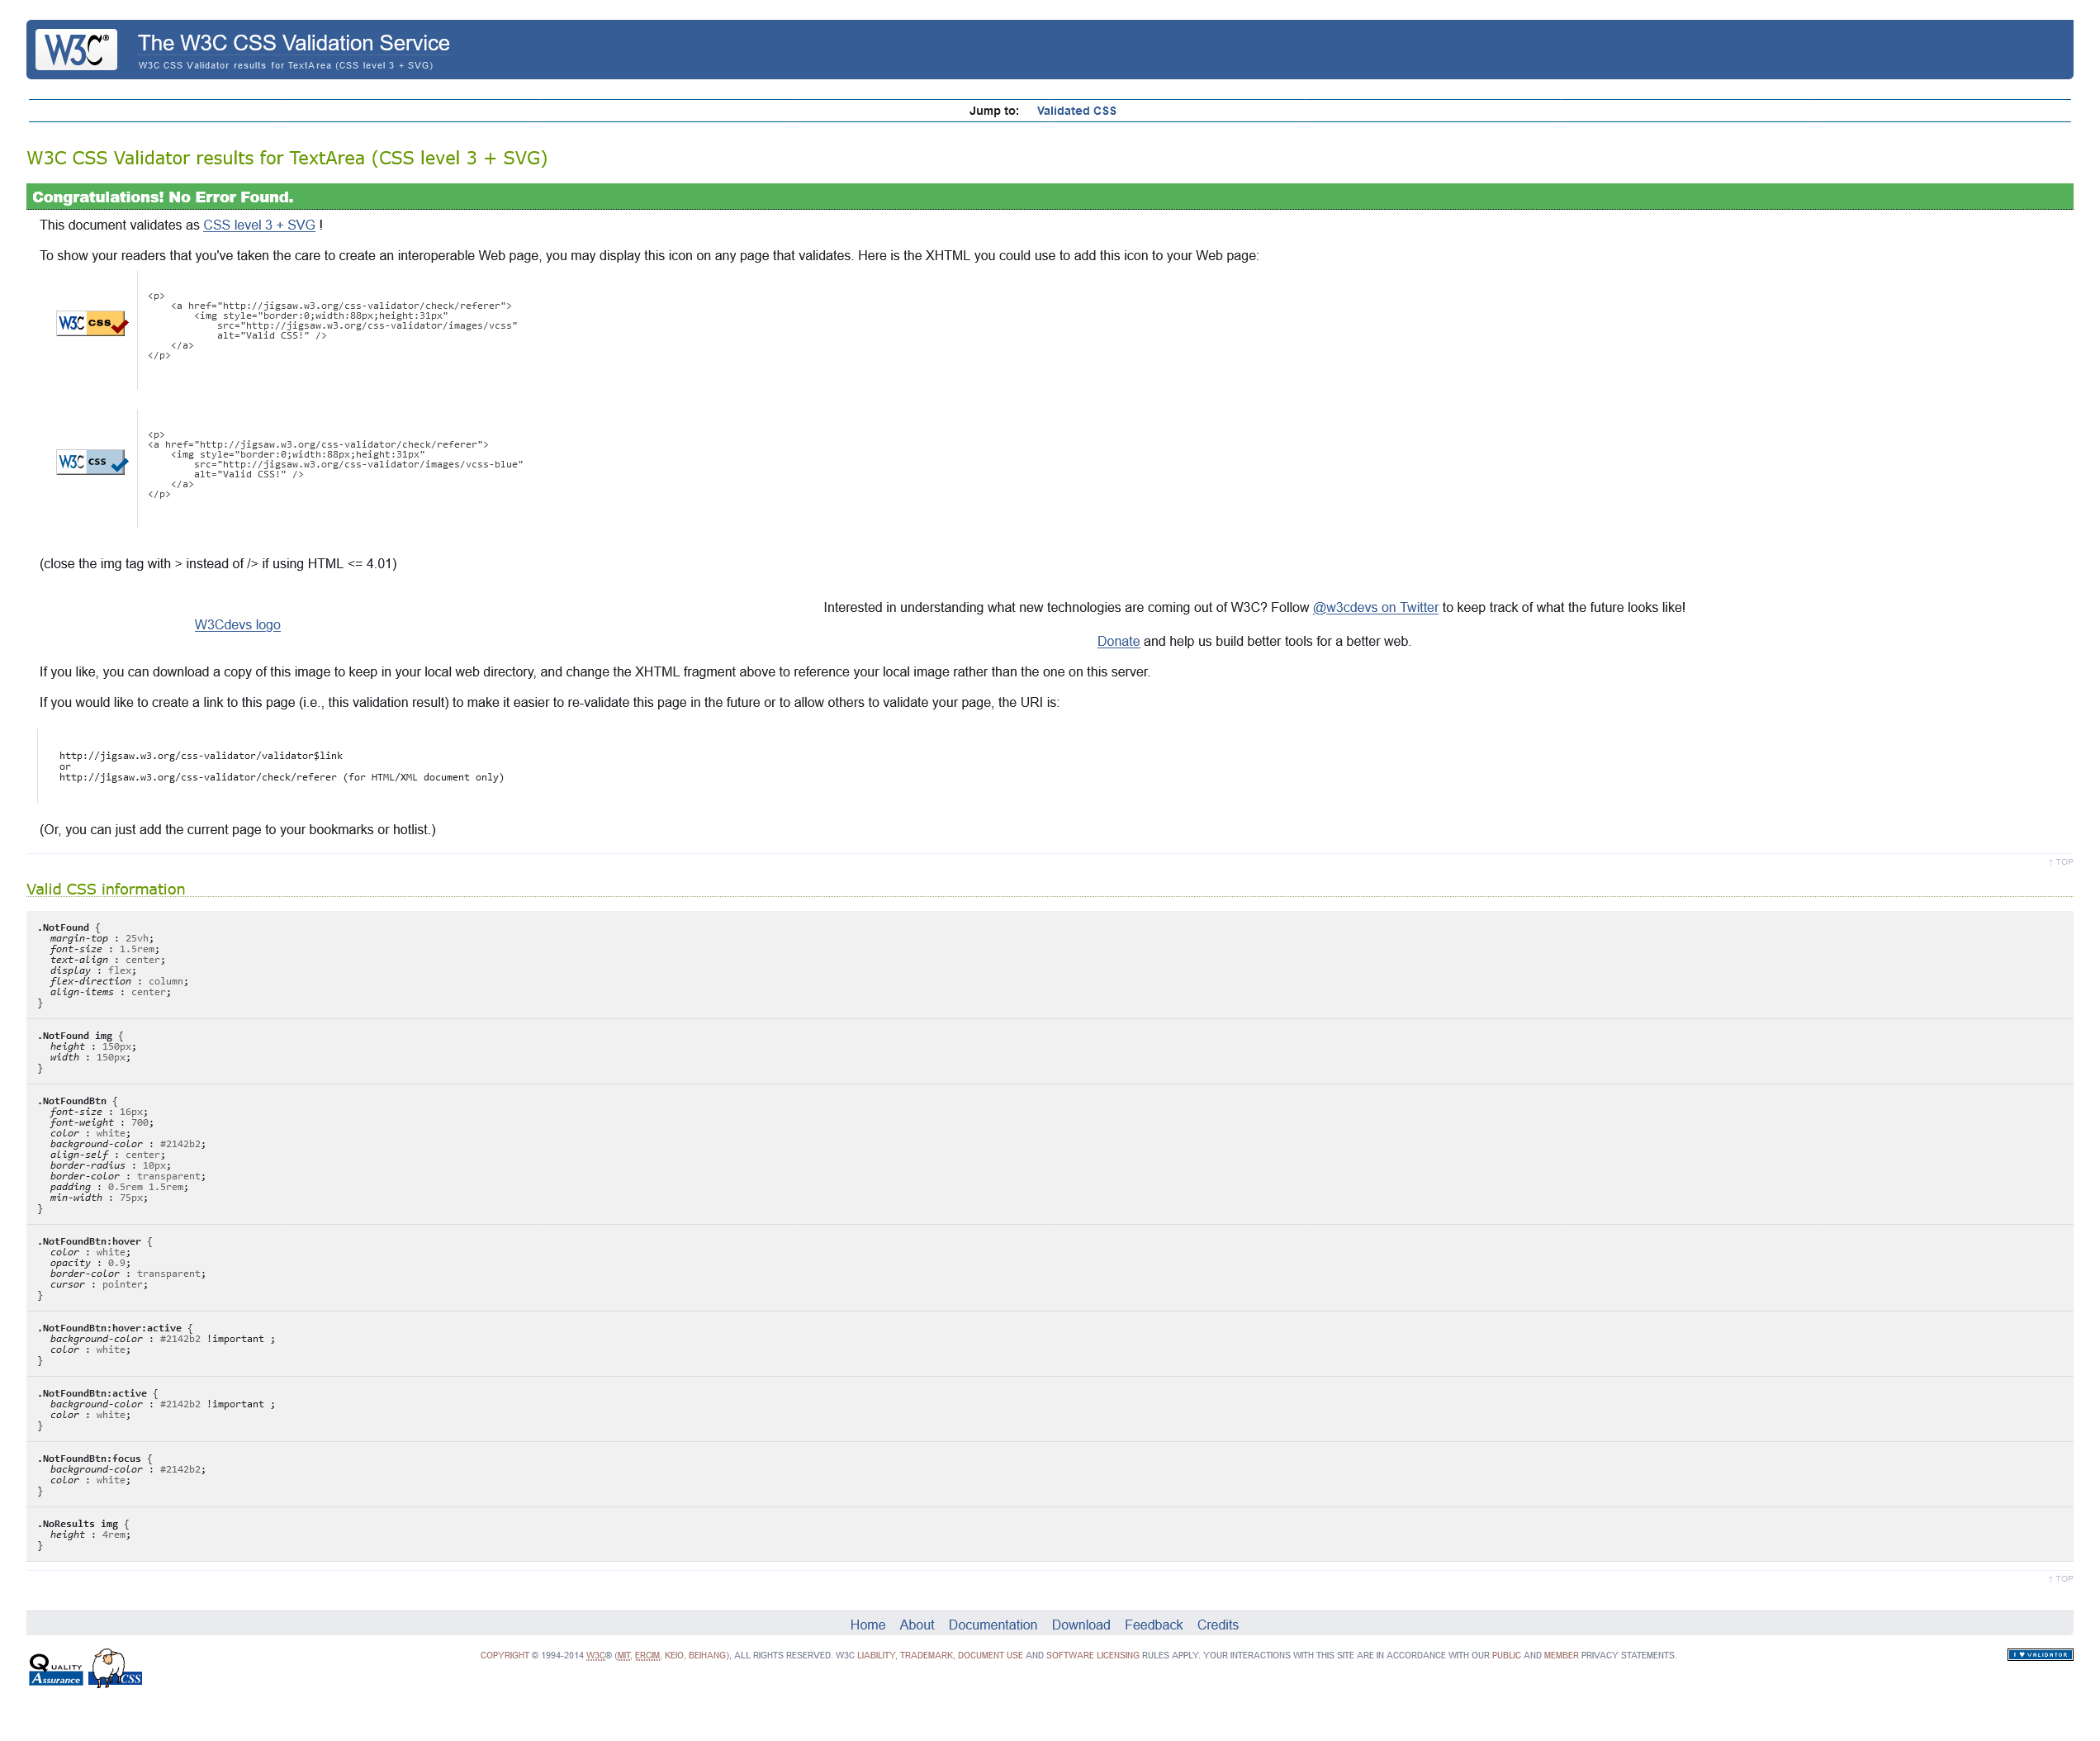 W3C®
The W3C CSS Validation Service
W3C CSS Validator results for TextArea (CSS level 3 + SVG)
Jump to: Validated CSS
W3C CSS Validator results for TextArea (CSS level 3 + SVG)
Congratulations! No Error Found.
This document validates as CSS level 3 + SVG !
To show your readers that you've taken the care to create an interoperable Web page, you may display this icon on any page that validates. Here is the XHTML you could use to add this icon to your Web page:
W3C css
<p>
    <a href="http://jigsaw.w3.org/css-validator/check/referer">
        <img style="border:0;width:88px;height:31px"
            src="http://jigsaw.w3.org/css-validator/images/vcss"
            alt="Valid CSS!" />
    </a>
</p>
W3C css
<p>
<a href="http://jigsaw.w3.org/css-validator/check/referer">
    <img style="border:0;width:88px;height:31px"
        src="http://jigsaw.w3.org/css-validator/images/vcss-blue"
        alt="Valid CSS!" />
    </a>
</p>
(close the img tag with > instead of /> if using HTML <= 4.01)
Interested in understanding what new technologies are coming out of W3C? Follow @w3cdevs on Twitter to keep track of what the future looks like!
W3Cdevs logo
Donate and help us build better tools for a better web.
If you like, you can download a copy of this image to keep in your local web directory, and change the XHTML fragment above to reference your local image rather than the one on this server.
If you would like to create a link to this page (i.e., this validation result) to make it easier to re-validate this page in the future or to allow others to validate your page, the URI is:
http://jigsaw.w3.org/css-validator/validator$link
or
http://jigsaw.w3.org/css-validator/check/referer (for HTML/XML document only)
(Or, you can just add the current page to your bookmarks or hotlist.)
↑ TOP
Valid CSS information
.NotFound {
  margin-top : 25vh;
  font-size : 1.5rem;
  text-align : center;
  display : flex;
  flex-direction : column;
  align-items : center;
}
.NotFound img {
  height : 150px;
  width : 150px;
}
.NotFoundBtn {
  font-size : 16px;
  font-weight : 700;
  color : white;
  background-color : #2142b2;
  align-self : center;
  border-radius : 10px;
  border-color : transparent;
  padding : 0.5rem 1.5rem;
  min-width : 75px;
}
.NotFoundBtn:hover {
  color : white;
  opacity : 0.9;
  border-color : transparent;
  cursor : pointer;
}
.NotFoundBtn:hover:active {
  background-color : #2142b2 !important ;
  color : white;
}
.NotFoundBtn:active {
  background-color : #2142b2 !important ;
  color : white;
}
.NotFoundBtn:focus {
  background-color : #2142b2;
  color : white;
}
.NoResults img {
  height : 4rem;
}
↑ TOP
Home About Documentation Download Feedback Credits
QUALITY
Assurance
CSS
COPYRIGHT © 1994-2014 W3C® (MIT, ERCIM, KEIO, BEIHANG), ALL RIGHTS RESERVED. W3C LIABILITY, TRADEMARK, DOCUMENT USE AND SOFTWARE LICENSING RULES APPLY. YOUR INTERACTIONS WITH THIS SITE ARE IN ACCORDANCE WITH OUR PUBLIC AND MEMBER PRIVACY STATEMENTS.
I ♥ VALIDATOR